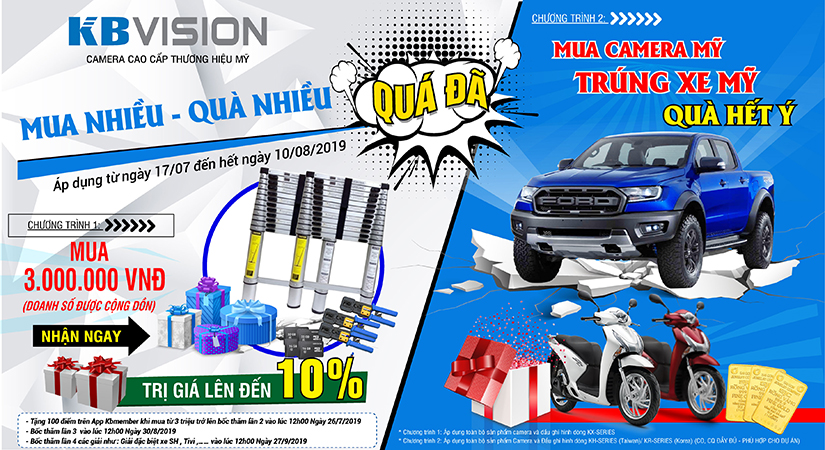 KBVISION
CAMERA CAO CẤP THƯƠNG HIỆU MỸ
MUA NHIỀU - QUÀ NHIỀU
QUÁ ĐÃ
Áp dụng từ ngày 17/07 đến hết ngày 10/08/2019
CHƯƠNG TRÌNH 1:
MUA
3.000.000 VNĐ
(DOANH SỐ ĐƯỢC CỘNG DỒN)
NHẬN NGAY
TRỊ GIÁ LÊN ĐẾN 10%
- Tặng 100 điểm trên App Kbmember khi mua từ 3 triệu trở lên bốc thăm lần 2 vào lúc 12h00 Ngày 26/7/2019
- Bốc thăm lần 3 vào lúc 12h00 Ngày 30/8/2019
- Bốc thăm lần 4 các giải như : Giải đặc biệt xe SH , Tivi ,..... vào lúc 12h00 Ngày 27/9/2019
CHƯƠNG TRÌNH 2:
MUA CAMERA MỸ
TRÚNG XE MỸ
QUÀ HẾT Ý
FORD
* Chương trình 1: Áp dụng toàn bộ sản phẩm camera và đầu ghi hình dòng KX-SERIES
* Chương trình 2: Áp dụng toàn bộ sản phẩm Camera và Đầu ghi hình dòng KH-SERIES (Taiwan)/ KR-SERIES (Korea) (CO, CQ ĐẦY ĐỦ - PHÙ HỢP CHO DỰ ÁN)